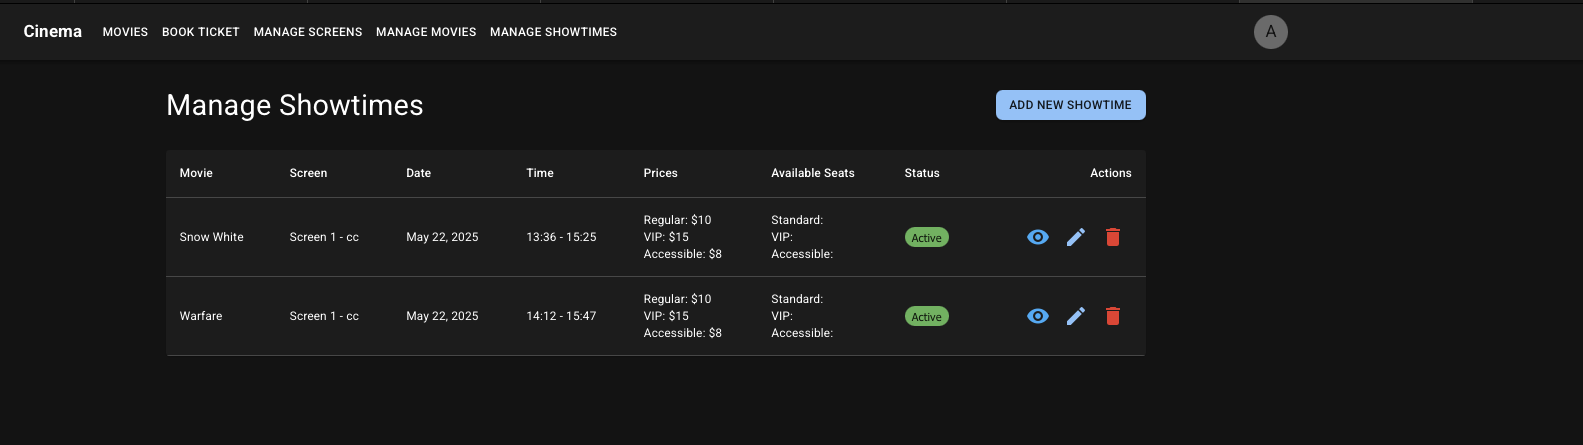 Cinema MOVIES BOOK TICKET MANAGE SCREENS MANAGE MOVIES MANAGE SHOWTIMES A
Manage Showtimes ADD NEW SHOWTIME
Movie Screen Date Time Prices Available Seats Status Actions
Regular: $10 Standard:
Snow White Screen 1 - cc May 22, 2025 13:36 - 15:25 VIP: $15 VIP: Active
Accessible: $8 Accessible:
Regular: $10 Standard:
Warfare Screen 1 - cc May 22, 2025 14:12 - 15:47 VIP: $15 VIP: Active
Accessible: $8 Accessible: